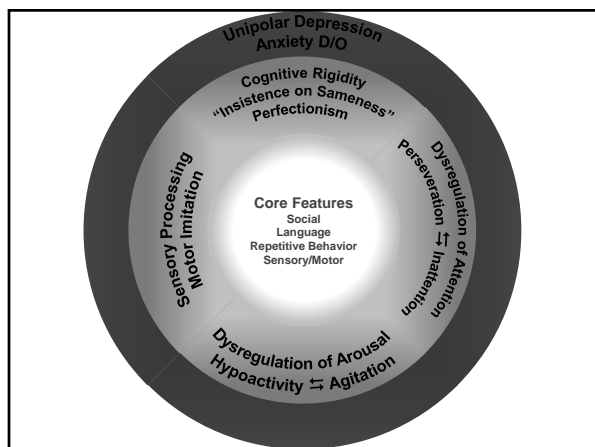 Unipolar Depression
Anxiety D/O
Cognitive Rigidity
“Insistence on Sameness”
Perfectionism
Sensory Processing
Motor Imitation
Core Features
Social
Language
Repetitive Behavior
Sensory/Motor
Dysregulation of Attention
Perseveration ⇅ Inattention
Dysregulation of Arousal
Hypoactivity ⇆ Agitation